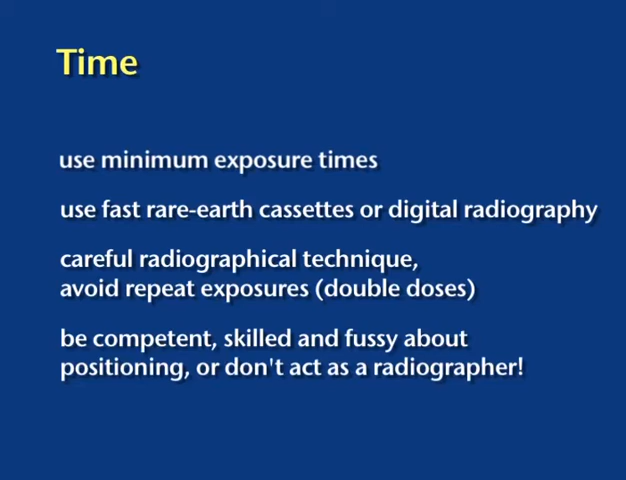 Time
use minimum exposure times
use fast rare-earth cassettes or digital radiography
careful radiographical technique,
avoid repeat exposures (double doses)
be competent, skilled and fussy about
positioning, or don't act as a radiographer!